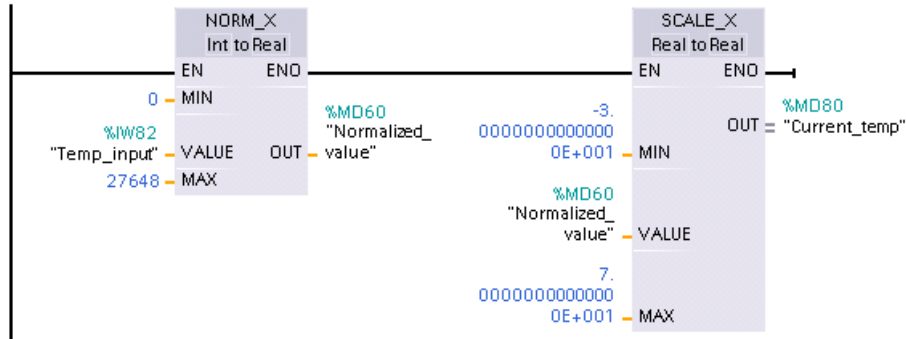 NORM_X
Int to Real
EN ENO
0 MIN
%IW82
"Temp_input" VALUE
27648 MAX
OUT
%MD60
"Normalized_
value"
SCALE_X
Real to Real
EN ENO
-3.
0000000000000
0E+001 MIN
%MD60
"Normalized_
value" VALUE
7.
0000000000000
0E+001 MAX
OUT
%MD80
"Current_temp"